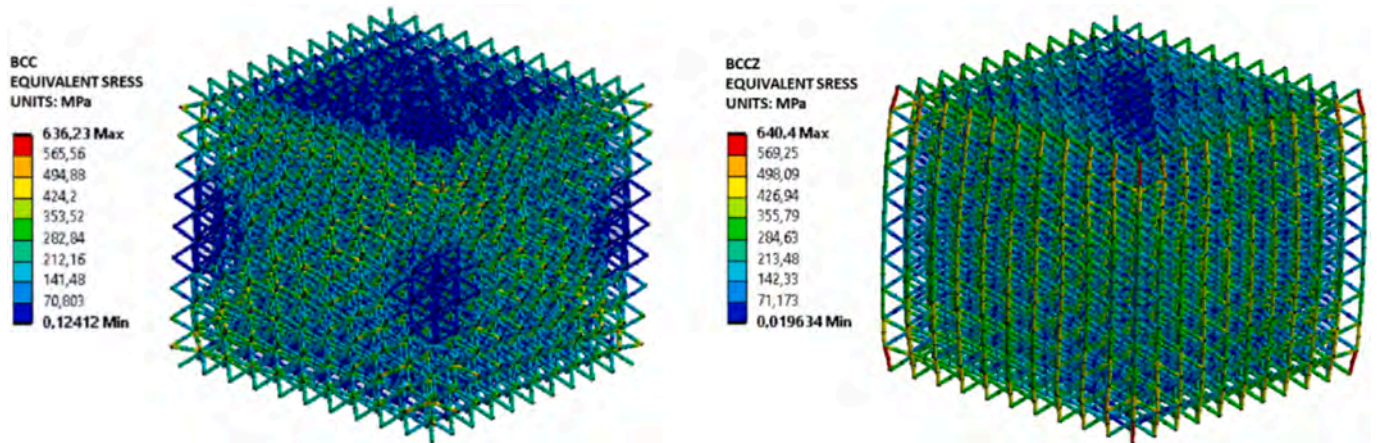 BCC
EQUIVALENT SRESS
UNITS: MPa
636,23 Max
565,56
494,88
424,2
353,52
282,84
212,16
141,48
70,803
0,12412 Min
BCCZ
EQUIVALENT SRESS
UNITS: MPa
640,4 Max
569,25
498,09
426,94
355,79
284,63
213,48
142,33
71,173
0,019634 Min